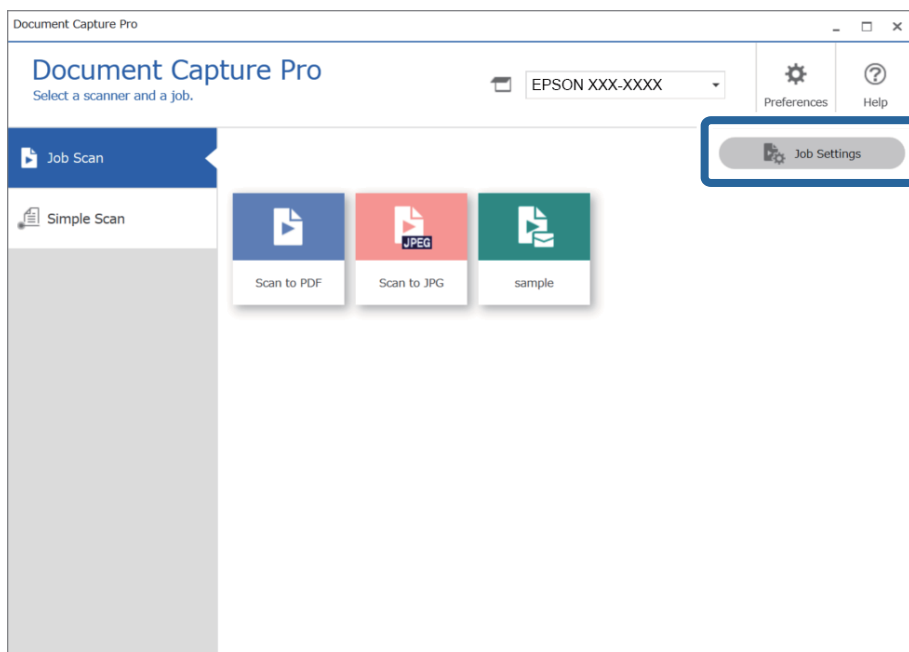 Document Capture Pro
Document Capture Pro
Select a scanner and a job.
EPSON XXX-XXXX
Preferences
Help
Job Scan
Job Settings
Simple Scan
JPEG
Scan to PDF
Scan to JPG
sample